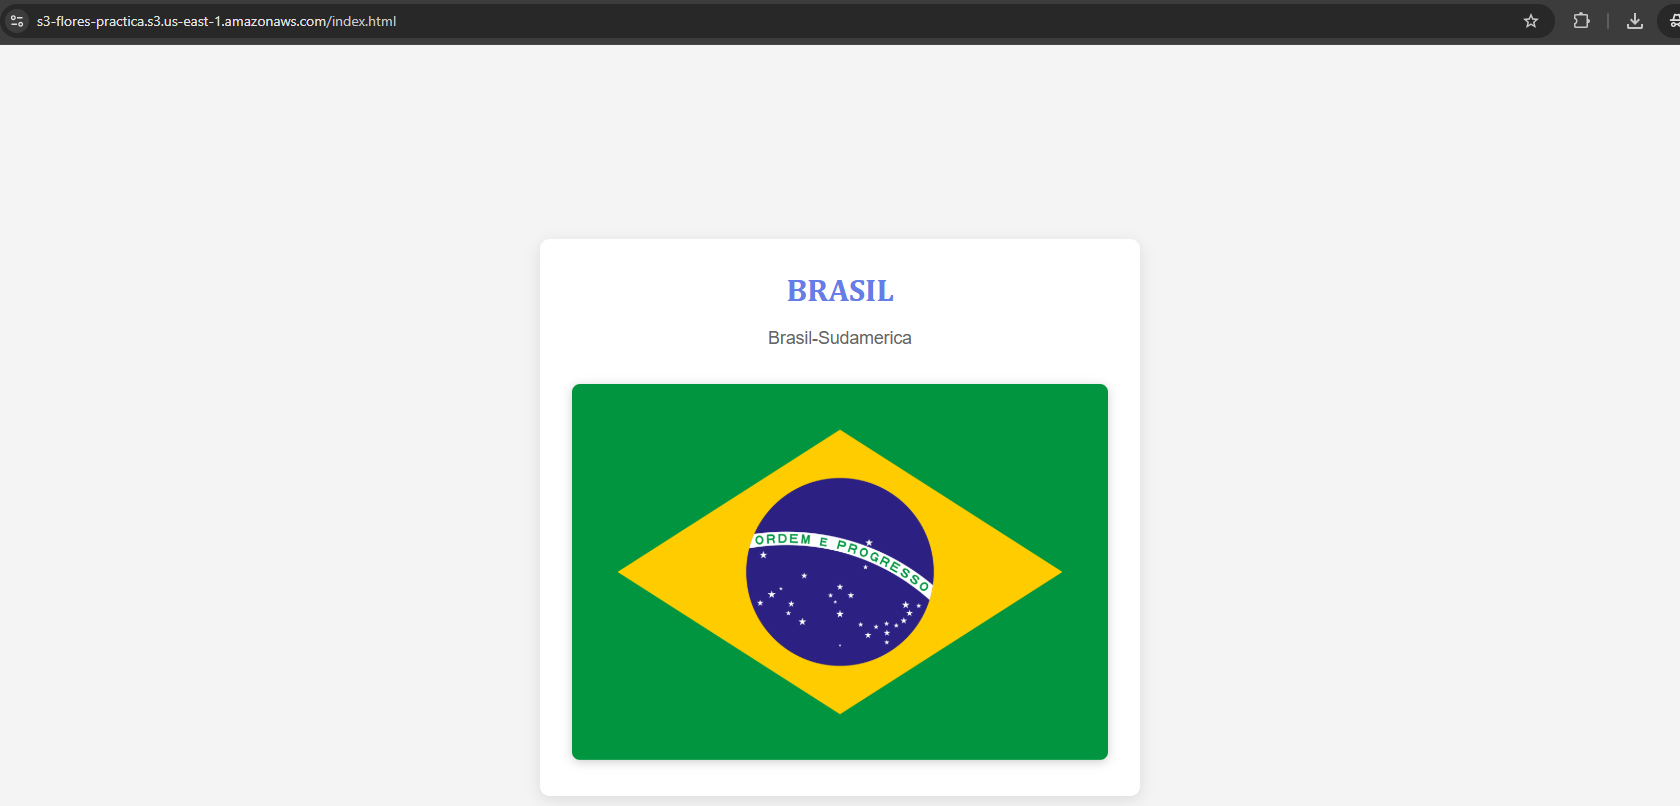 s3-flores-practica.s3.us-east-1.amazonaws.com/index.html
BRASIL
Brasil-Sudamerica
ORDEM E PROGRESSO